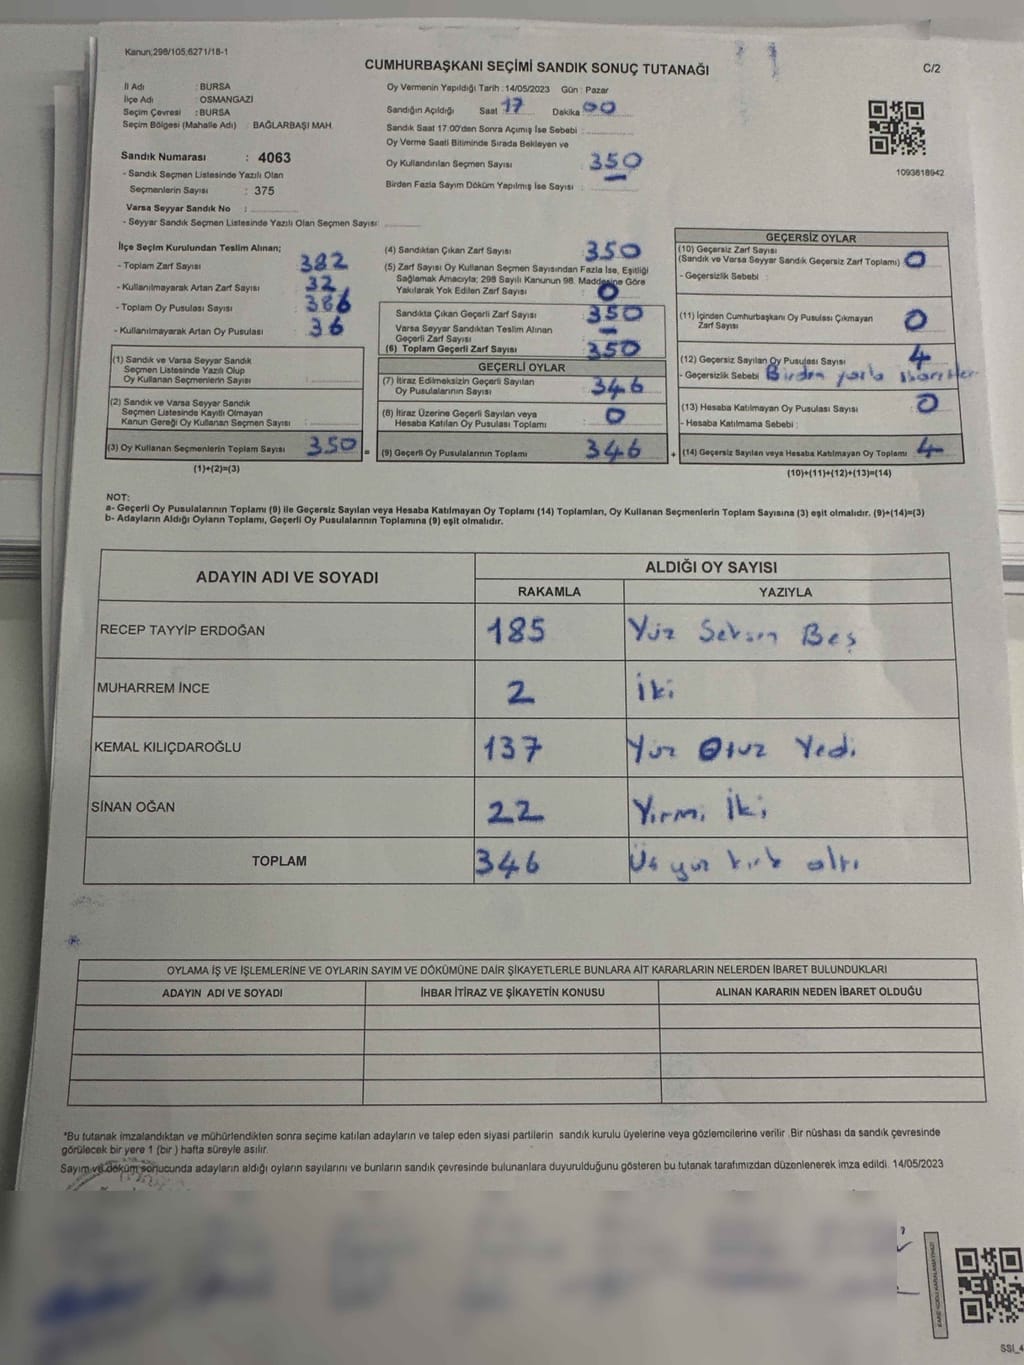 Kanun;298/105,6271/18-1
CUMHURBAŞKANI SEÇİMİ SANDIK SONUÇ TUTANAĞI
C/2
İl Adı : BURSA
İlçe Adı : OSMANGAZİ
Seçim Çevresi : BURSA
Seçim Bölgesi (Mahalle Adı) : BAĞLARBAŞI MAH.
Oy Vermenin Yapıldığı Tarih : 14/05/2023 Gün : Pazar
Sandığın Açıldığı Saat 17 Dakika 00
Sandık Saat 17:00'den Sonra Açımış İse Sebebi :
Oy Verme Saati Bitiminde Sırada Bekleyen ve
Oy Kullandırılan Seçmen Sayısı 350
Birden Fazla Sayım Döküm Yapılmış İse Sayısı :
1093818942
Sandık Numarası : 4063
- Sandık Seçmen Listesinde Yazılı Olan
Seçmenlerin Sayısı : 375
Varsa Seyyar Sandık No :
- Seyyar Sandık Seçmen Listesinde Yazılı Olan Seçmen Sayısı:
İlçe Seçim Kurulundan Teslim Alınan;
- Toplam Zarf Sayısı 382
- Kullanılmayarak Artan Zarf Sayısı : 32
- Toplam Oy Pusulası Sayısı : 386
- Kullanılmayarak Artan Oy Pusulası : 36
(1) Sandık ve Varsa Seyyar Sandık
Seçmen Listesinde Yazılı Olup
Oy Kullanan Seçmenlerin Sayısı :
(2) Sandık ve Varsa Seyyar Sandık
Seçmen Listesinde Kayıtlı Olmayan
Kanun Gereği Oy Kullanan Seçmen Sayısı :
(3) Oy Kullanan Seçmenlerin Toplam Sayısı : 350 =
(1)+(2)=(3)
(4) Sandıktan Çıkan Zarf Sayısı 350
(5) Zarf Sayısı Oy Kullanan Seçmen Sayısından Fazla İse, Eşitliği
Sağlamak Amacıyla; 298 Sayılı Kanunun 98. Maddesine Göre
Yakılarak Yok Edilen Zarf Sayısı : 0
Sandıkta Çıkan Geçerli Zarf Sayısı : 350
Varsa Seyyar Sandıktan Teslim Alınan
Geçerli Zarf Sayısı : -
(6) Toplam Geçerli Zarf Sayısı : 350
GEÇERLİ OYLAR
(7) İtiraz Edilmeksizin Geçerli Sayılan
Oy Pusulalarının Sayısı : 346
(8) İtiraz Üzerine Geçerli Sayılan veya
Hesaba Katılan Oy Pusulası Toplamı : 0
(9) Geçerli Oy Pusulalarının Toplamı : 346 +
GEÇERSİZ OYLAR
(10) Geçersiz Zarf Sayısı
(Sandık ve Varsa Seyyar Sandık Geçersiz Zarf Toplamı) : 0
- Geçersizlik Sebebi :
(11) İçinden Cumhurbaşkanı Oy Pusulası Çıkmayan
Zarf Sayısı : 0
(12) Geçersiz Sayılan Oy Pusulası Sayısı : 4
- Geçersizlik Sebebi : Birden fazla
(13) Hesaba Katılmayan Oy Pusulası Sayısı : 0
- Hesaba Katılmama Sebebi :
(14) Geçersiz Sayılan veya Hesaba Katılmayan Oy Toplamı : 4
(10)+(11)+(12)+(13)=(14)
NOT:
a- Geçerli Oy Pusulalarının Toplamı (9) ile Geçersiz Sayılan veya Hesaba Katılmayan Oy Toplamı (14) Toplamları, Oy Kullanan Seçmenlerin Toplam Sayısına (3) eşit olmalıdır. (9)+(14)=(3)
b- Adayların Aldığı Oyların Toplamı, Geçerli Oy Pusulalarının Toplamına (9) eşit olmalıdır.
ADAYIN ADI VE SOYADI
ALDIĞI OY SAYISI
RAKAMLA YAZIYLA
RECEP TAYYİP ERDOĞAN 185 Yüz Seksen Beş
MUHARREM İNCE 2 İki
KEMAL KILIÇDAROĞLU 137 Yüz Otuz Yedi
SİNAN OĞAN 22 Yirmi İki
TOPLAM 346 Üç yüz kırk altı
OYLAMA İŞ VE İŞLEMLERİNE VE OYLARIN SAYIM VE DÖKÜMÜNE DAİR ŞİKAYETLERLE BUNLARA AİT KARARLARIN NELERDEN İBARET BULUNDUKLARI
ADAYIN ADI VE SOYADI İHBAR İTİRAZ VE ŞİKAYETİN KONUSU ALINAN KARARIN NEDEN İBARET OLDUĞU
*Bu tutanak imzalandıktan ve mühürlendikten sonra seçime katılan adayların ve talep eden siyasi partilerin sandık kurulu üyelerine veya gözlemcilerine verilir .Bir nüshası da sandık çevresinde
görülecek bir yere 1 (bir ) hafta süreyle asılır.
Sayım ve döküm sonucunda adayların aldığı oyların sayılarını ve bunların sandık çevresinde bulunanlara duyurulduğunu gösteren bu tutanak tarafımızdan düzenlenerek imza edildi. 14/05/2023